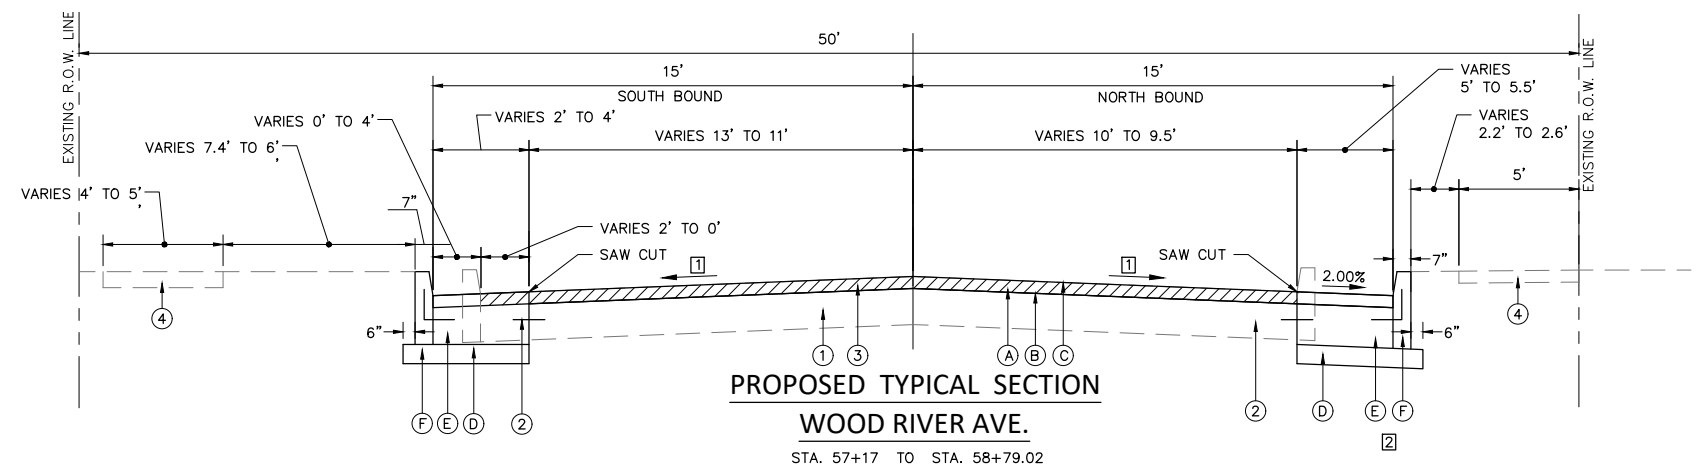 EXISTING R.O.W. LINE
50'
EXISTING R.O.W. LINE
15'
SOUTH BOUND
15'
NORTH BOUND
VARIES
5' TO 5.5'
VARIES 0' TO 4'
VARIES 2' TO 4'
VARIES 13' TO 11'
VARIES 10' TO 9.5'
VARIES
2.2' TO 2.6'
VARIES 7.4' TO 6'
VARIES 4' TO 5'
5'
7"
VARIES 2' TO 0'
SAW CUT
SAW CUT
1
1
2.00%
7"
4
4
6"
6"
1
3
A
B
C
F
E
D
2
2
D
E
F
2
PROPOSED TYPICAL SECTION
WOOD RIVER AVE.
STA. 57+17 TO STA. 58+79.02